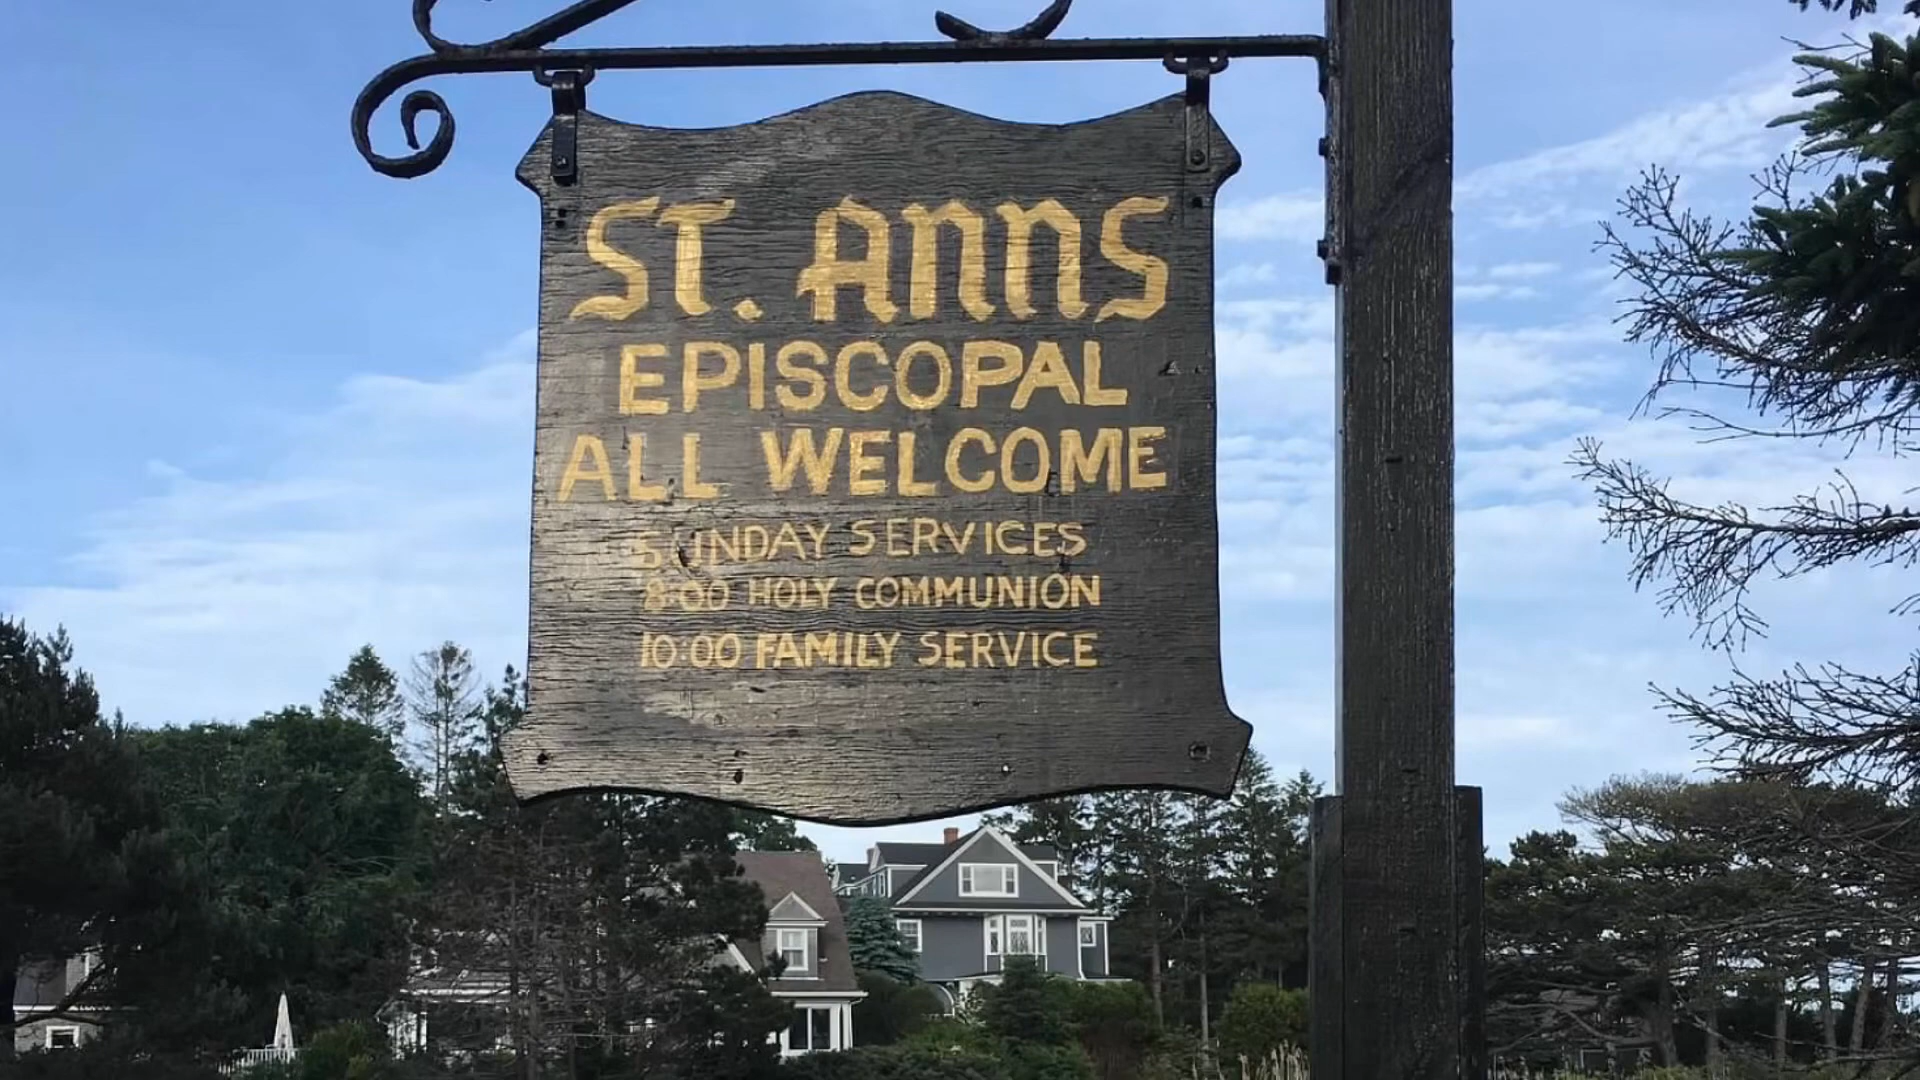 ST. ANNS
EPISCOPAL
ALL WELCOME
SUNDAY SERVICES
8:00 HOLY COMMUNION
10:00 FAMILY SERVICE